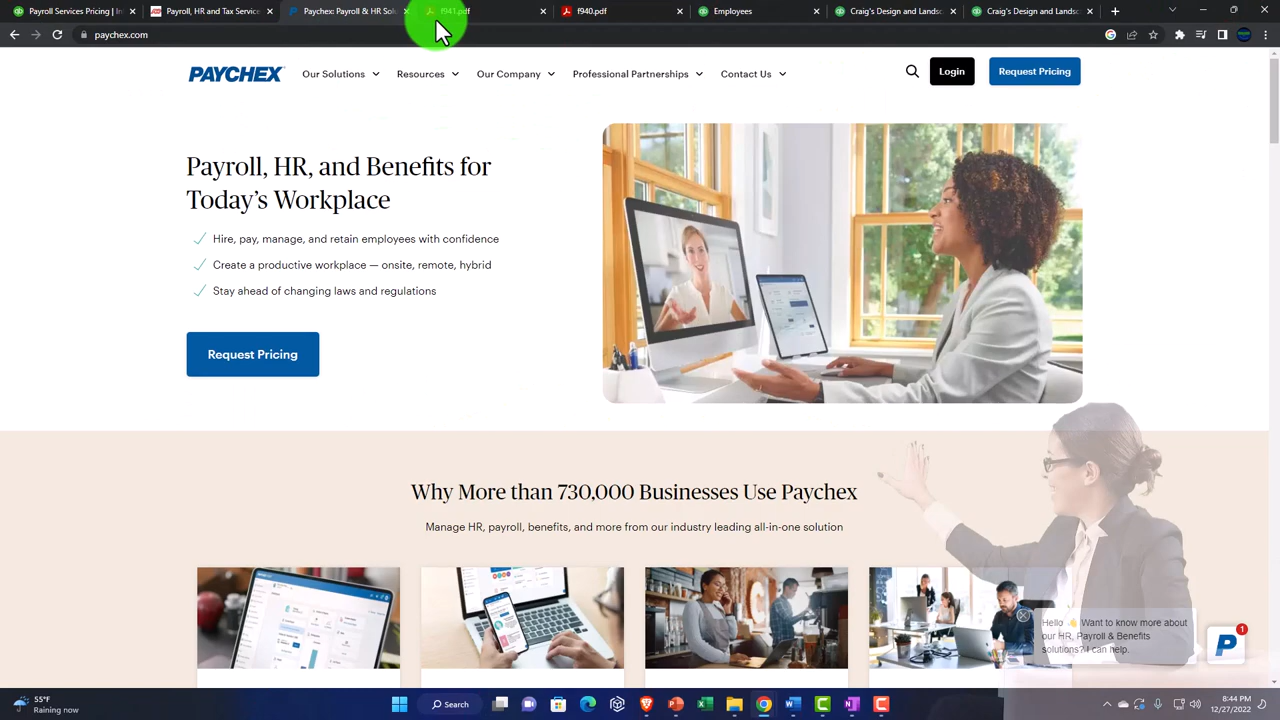 Payroll Services Pricing | In
Payroll, HR and Tax Services
Paychex Payroll & HR Sol
f941.pdf
f940.pdf
Employees
Craig's Design and Landsc
Craig's Design and Landsc
paychex.com
PAYCHEX
Our Solutions
Resources
Our Company
Professional Partnerships
Contact Us
Login
Request Pricing
Payroll, HR, and Benefits for
Today's Workplace
Hire, pay, manage, and retain employees with confidence
Create a productive workplace — onsite, remote, hybrid
Stay ahead of changing laws and regulations
Request Pricing
Why More than 730,000 Businesses Use Paychex
Manage HR, payroll, benefits, and more from our industry leading all-in-one solution
Hello 👋 Want to know more about
our HR, Payroll & Benefits
solutions? I can help.
1
55°F
Raining now
Search
8:44 PM
12/27/2022